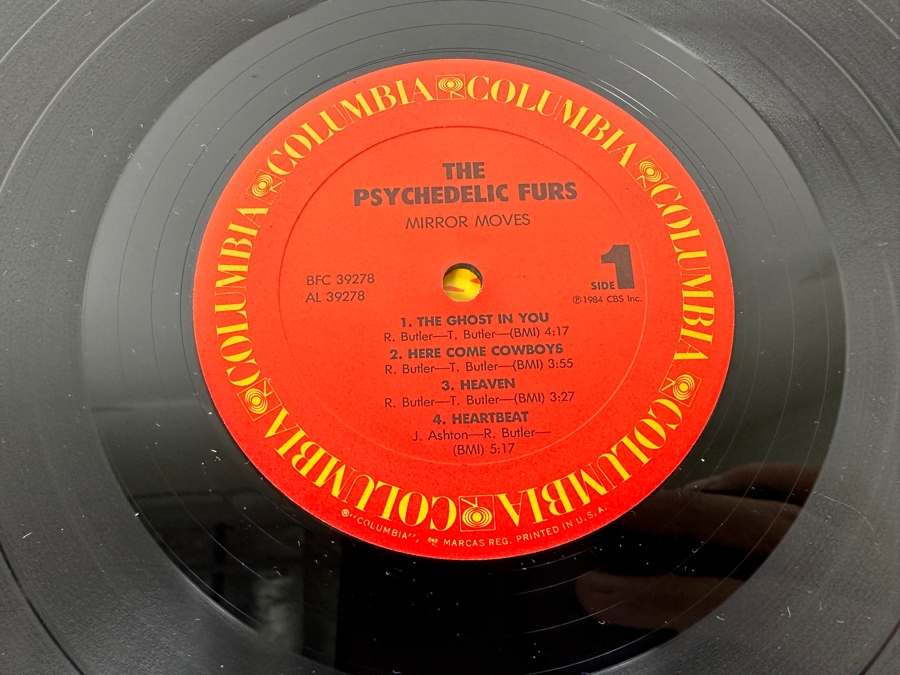 COLUMBIA COLUMBIA COLUMBIA COLUMBIA COLUMBIA COLUMBIA
THE
PSYCHEDELIC FURS
MIRROR MOVES
BFC 39278
AL 39278
SIDE 1
℗1984 CBS Inc.
1. THE GHOST IN YOU
R. Butler—T. Butler—(BMI) 4:17
2. HERE COME COWBOYS
R. Butler—T. Butler—(BMI) 3:55
3. HEAVEN
R. Butler—T. Butler—(BMI) 3:27
4. HEARTBEAT
J. Ashton—R. Butler—
(BMI) 5:17
®"COLUMBIA", MARCAS REG. PRINTED IN U.S.A.